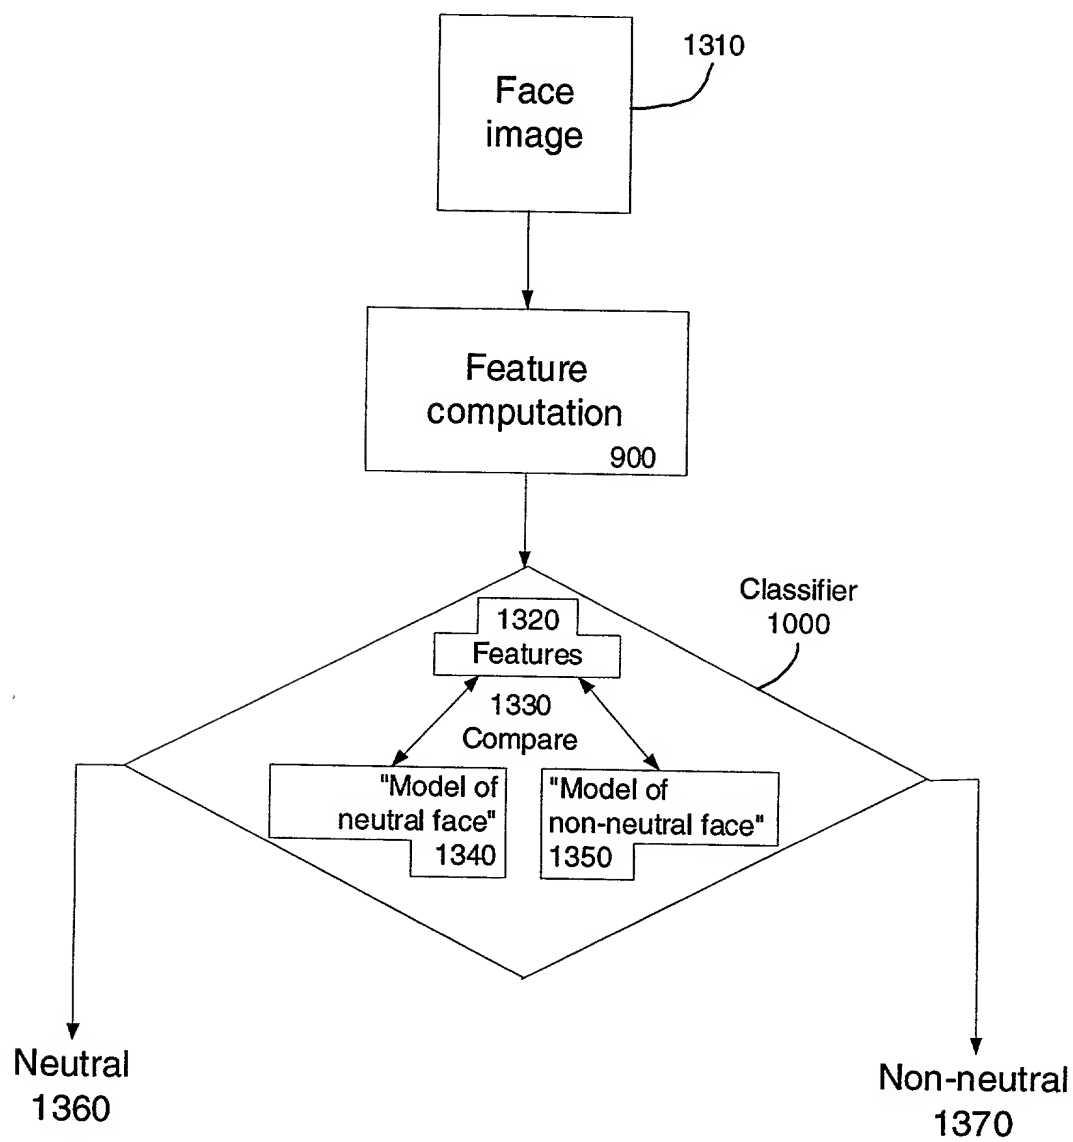 1310
Face
image
Feature
computation
900
Classifier
1000
1320
Features
1330
Compare
"Model of
neutral face"
1340
"Model of
non-neutral face"
1350
Neutral
1360
Non-neutral
1370